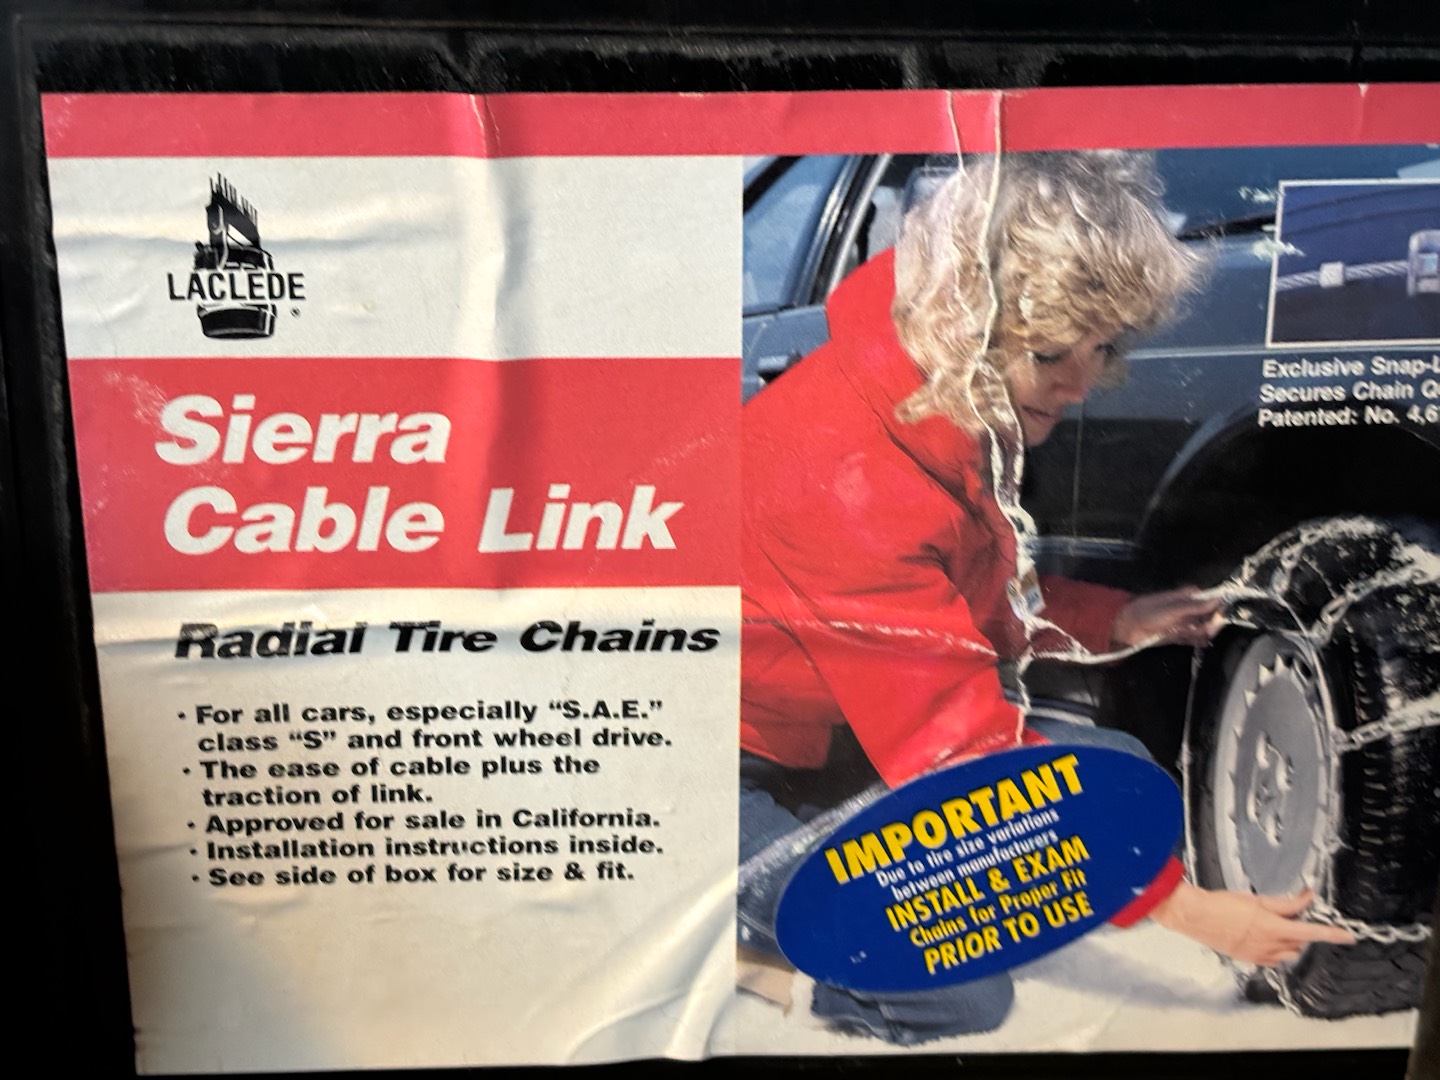 LACLEDE
Sierra
Cable Link
Radial Tire Chains
• For all cars, especially “S.A.E.”
class “S” and front wheel drive.
• The ease of cable plus the
traction of link.
• Approved for sale in California.
• Installation instructions inside.
• See side of box for size & fit.
Exclusive Snap-L
Secures Chain Q
Patented: No. 4,6
IMPORTANT
Due to tire size variations
between manufacturers
INSTALL & EXAM
Chains for Proper Fit
PRIOR TO USE